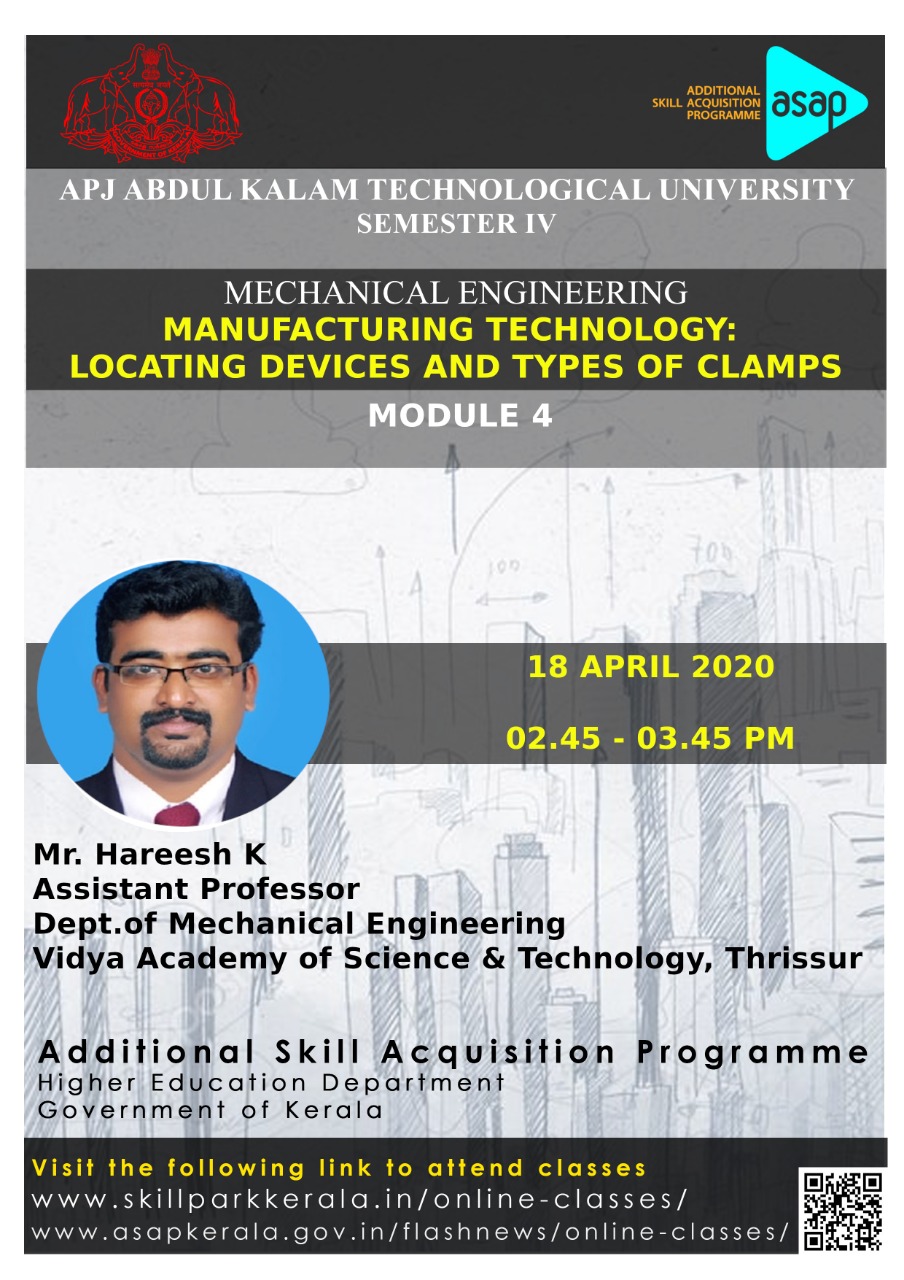 ADDITIONAL
SKILL ACQUISITION
PROGRAMME
asap
APJ ABDUL KALAM TECHNOLOGICAL UNIVERSITY
SEMESTER IV
MECHANICAL ENGINEERING
MANUFACTURING TECHNOLOGY:
LOCATING DEVICES AND TYPES OF CLAMPS
MODULE 4
100
700
18 APRIL 2020
02.45 - 03.45 PM
Mr. Hareesh K
Assistant Professor
Dept.of Mechanical Engineering
Vidya Academy of Science & Technology, Thrissur
Additional Skill Acquisition Programme
Higher Education Department
Government of Kerala
Visit the following link to attend classes
www.skillparkkerala.in/online-classes/
www.asapkerala.gov.in/flashnews/online-classes/